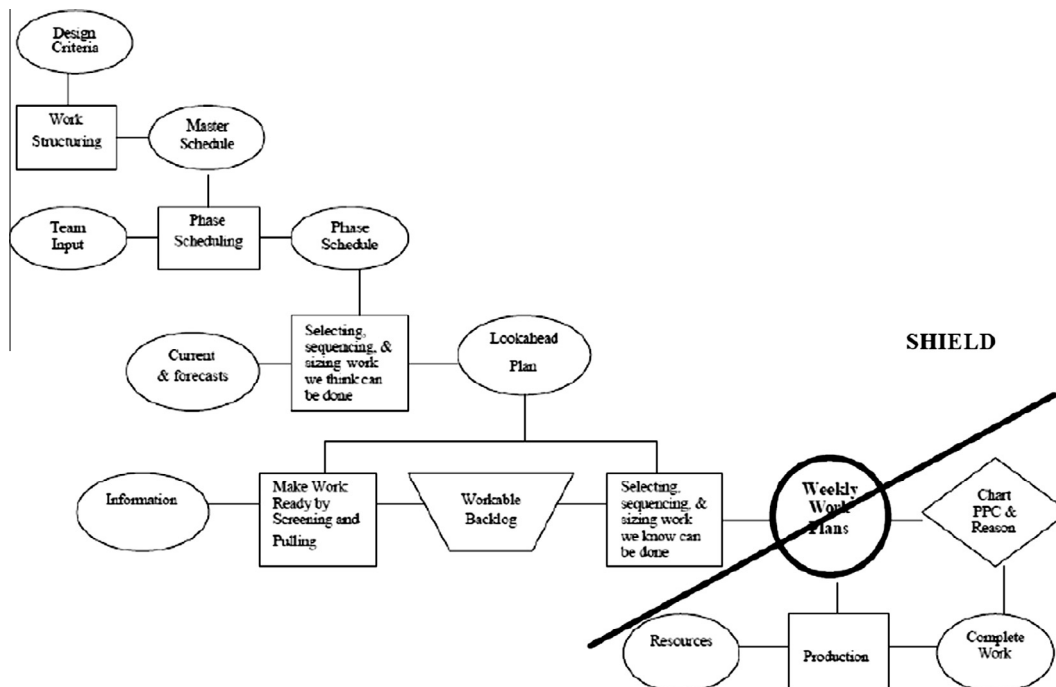 Design
Criteria
Work
Structuring
Master
Schedule
Team
Input
Phase
Scheduling
Phase
Schedule
Current
& forecasts
Selecting,
sequencing, &
sizing work
we think can
be done
Lookahead
Plan
SHIELD
Information
Make Work
Ready by
Screening and
Pulling
Workable
Backlog
Selecting,
sequencing, &
sizing work
we know can
be done
Weekly
Work
Plans
Chart
PPC &
Reason
Resources
Production
Complete
Work